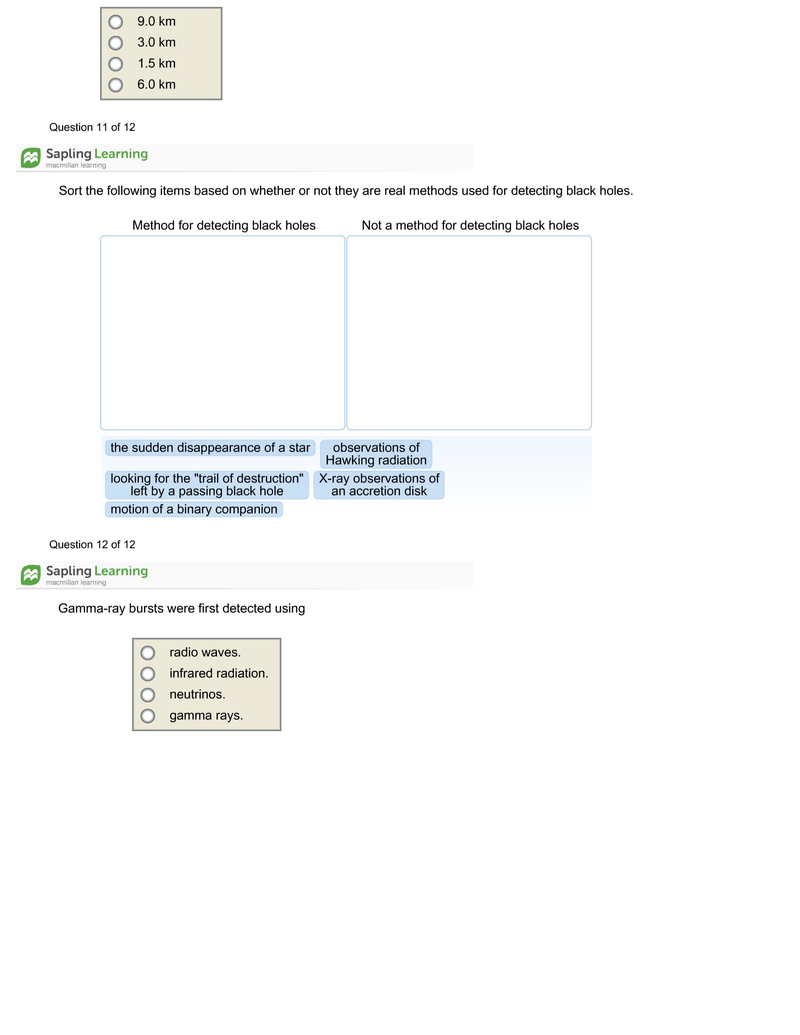 9.0 km
3.0 km
1.5 km
6.0 km
Question 11 of 12
Sapling Learning
macmillan learning
Sort the following items based on whether or not they are real methods used for detecting black holes.
Method for detecting black holes
Not a method for detecting black holes
the sudden disappearance of a star
observations of
Hawking radiation
looking for the "trail of destruction"
left by a passing black hole
X-ray observations of
an accretion disk
motion of a binary companion
Question 12 of 12
Sapling Learning
macmillan learning
Gamma-ray bursts were first detected using
radio waves.
infrared radiation.
neutrinos.
gamma rays.